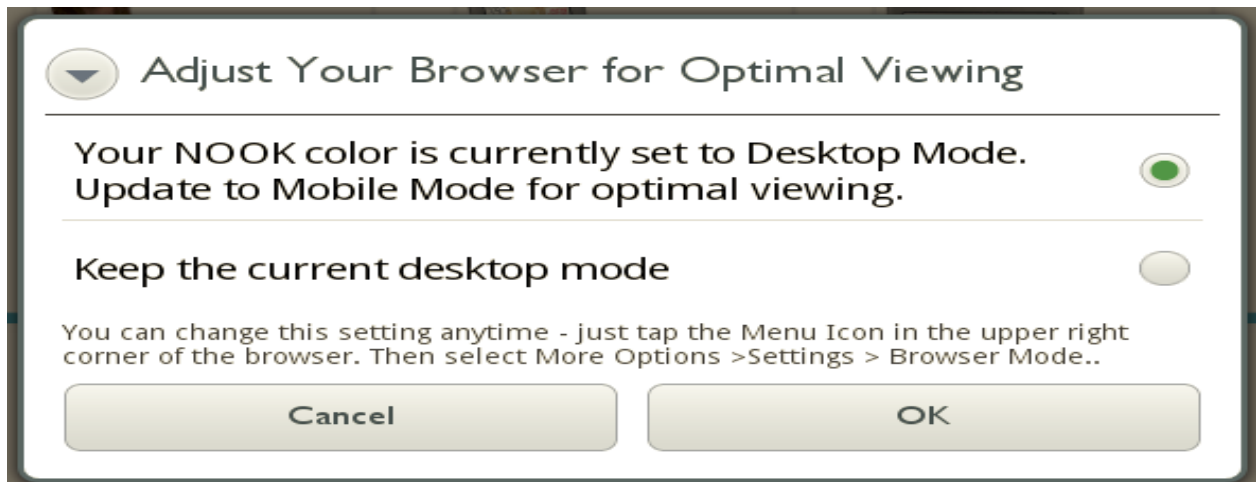 Adjust Your Browser for Optimal Viewing
Your NOOK color is currently set to Desktop Mode.
Update to Mobile Mode for optimal viewing.
Keep the current desktop mode
You can change this setting anytime - just tap the Menu Icon in the upper right
corner of the browser. Then select More Options >Settings > Browser Mode..
Cancel
OK